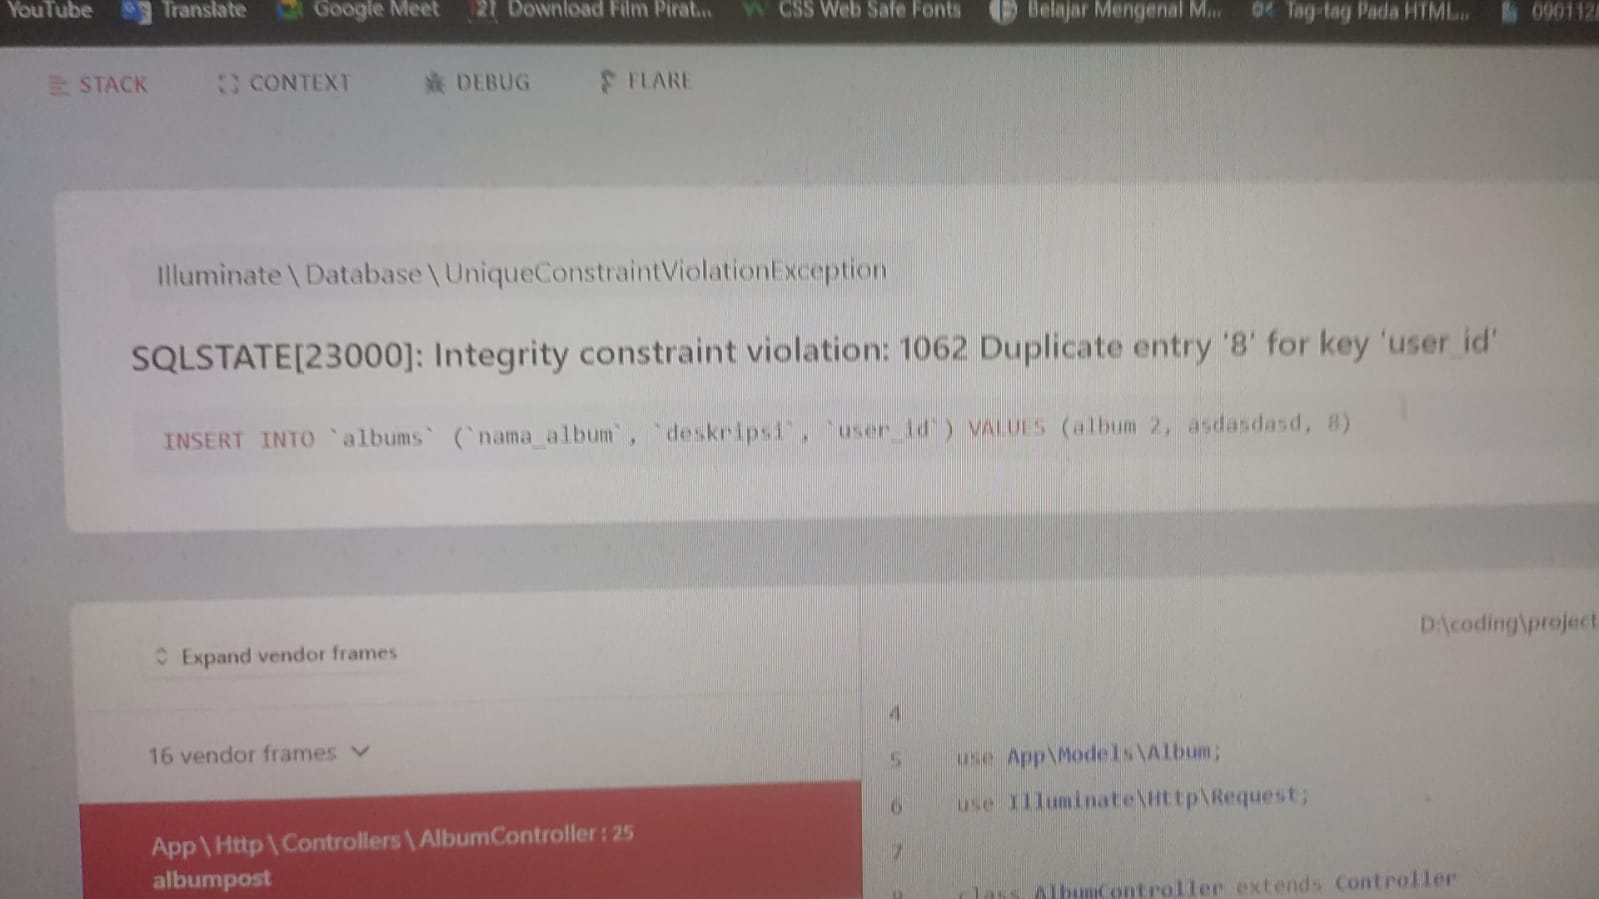 YouTube Translate Google Meet 21 Download Film Pirat... CSS Web Safe Fonts Belajar Mengenal M... Tag-tag Pada HTML... 090112
STACK CONTEXT DEBUG FLARE
Illuminate \ Database \ UniqueConstraintViolationException
SQLSTATE[23000]: Integrity constraint violation: 1062 Duplicate entry '8' for key 'user_id'
INSERT INTO `albums` (`nama_album`, `deskripsi`, `user_id`) VALUES (album 2, asdasdasd, 8)
D:\coding\project
Expand vendor frames
16 vendor frames
App \ Http \ Controllers \ AlbumController : 25
albumpost
4
5 use App\Models\Album;
6 use Illuminate\Http\Request;
7
8 class AlbumController extends Controller